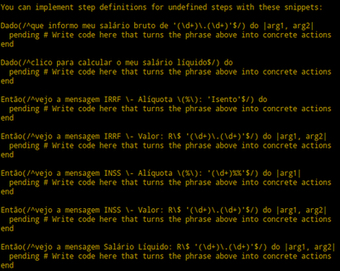 You can implement step definitions for undefined steps with these snippets:
Dado(/^que informo meu salário bruto de '(\d+)\.(\d+)'$/) do |arg1, arg2|
pending # Write code here that turns the phrase above into concrete actions
end
Dado(/^clico para calcular o meu salário líquido$/) do
pending # Write code here that turns the phrase above into concrete actions
end
Então(/^vejo a mensagem IRRF \- Alíquota \(%\): 'Isento'$/) do
pending # Write code here that turns the phrase above into concrete actions
end
Então(/^vejo a mensagem IRRF \- Valor: R\$ '(\d+)\.(\d+)'$/) do |arg1, arg2|
pending # Write code here that turns the phrase above into concrete actions
end
Então(/^vejo a mensagem INSS \- Alíquota \(%\): '(\d+)%%'$/) do |arg1|
pending # Write code here that turns the phrase above into concrete actions
end
Então(/^vejo a mensagem INSS \- Valor: R\$ '(\d+)\.(\d+)'$/) do |arg1, arg2|
pending # Write code here that turns the phrase above into concrete actions
end
Então(/^vejo a mensagem Salário Líquido: R\$ '(\d+)\.(\d+)'$/) do |arg1, arg2|
pending # Write code here that turns the phrase above into concrete actions
end